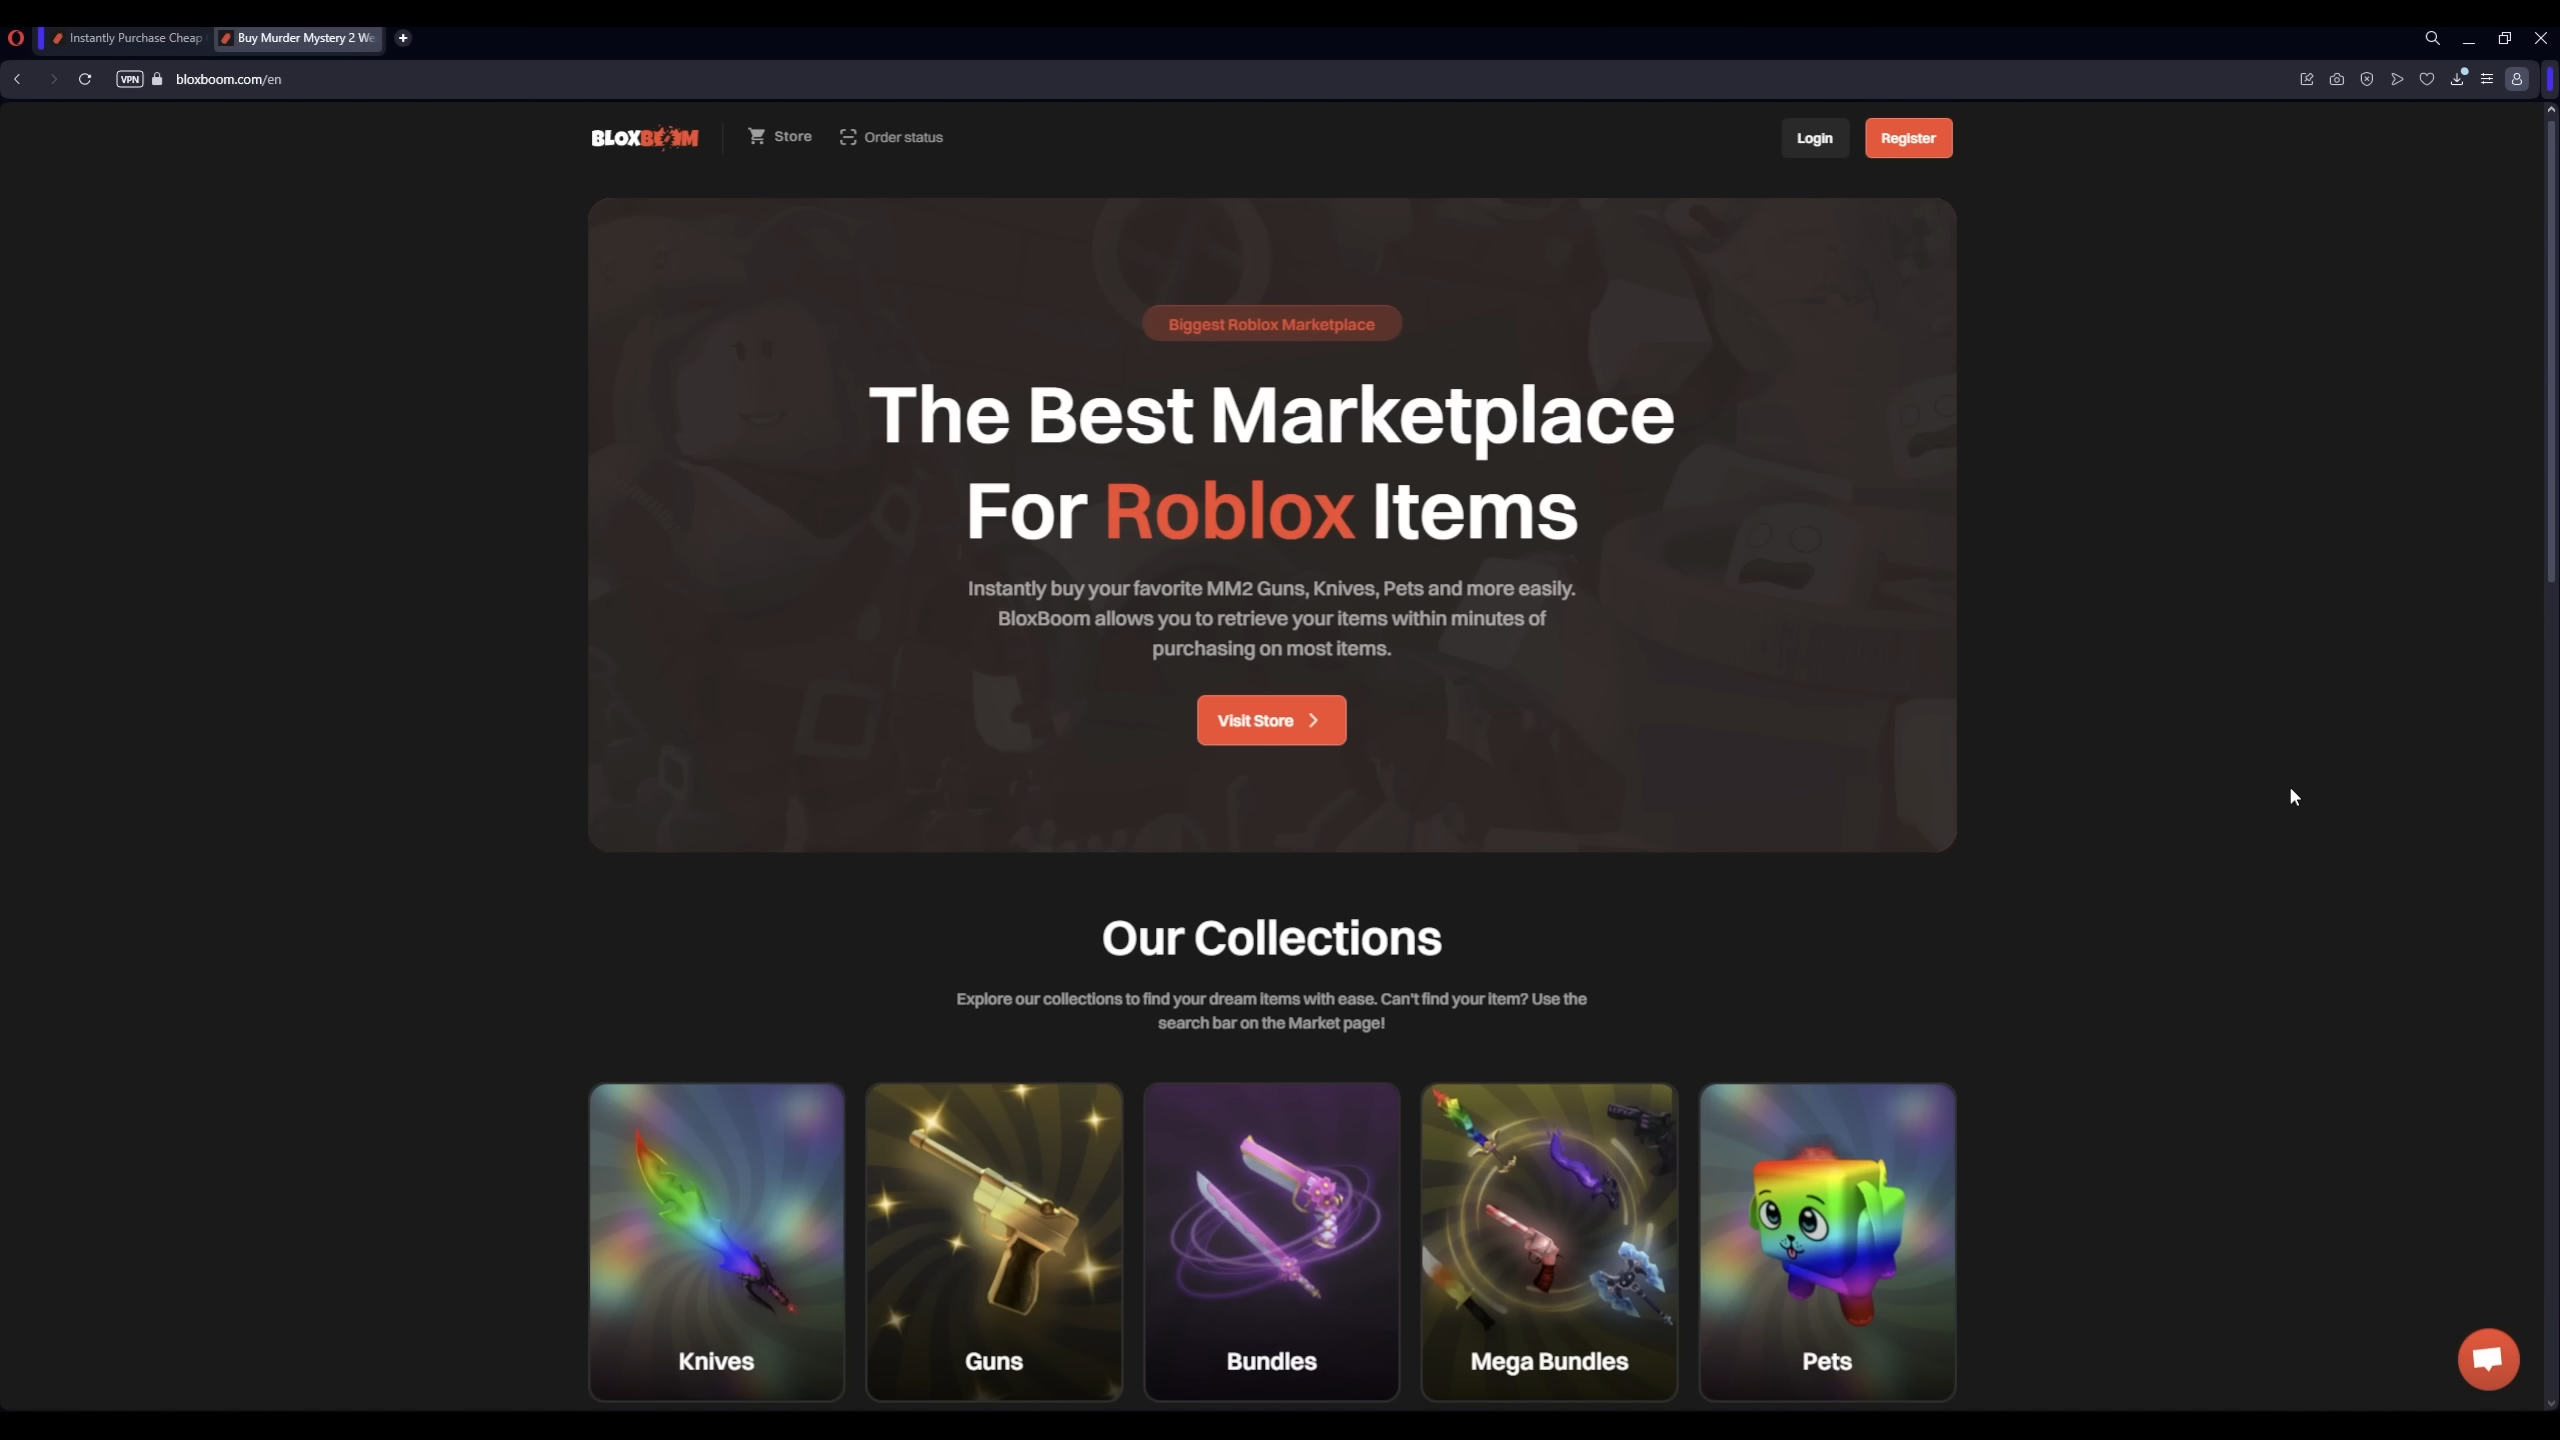 Instantly Purchase Cheap
Buy Murder Mystery 2 We
VPN
bloxboom.com/en
BLOXBOOM
Store
Order status
Login
Register
Biggest Roblox Marketplace
The Best Marketplace
For Roblox Items
Instantly buy your favorite MM2 Guns, Knives, Pets and more easily.
BloxBoom allows you to retrieve your items within minutes of
purchasing on most items.
Visit Store
Our Collections
Explore our collections to find your dream items with ease. Can't find your item? Use the
search bar on the Market page!
Knives
Guns
Bundles
Mega Bundles
Pets